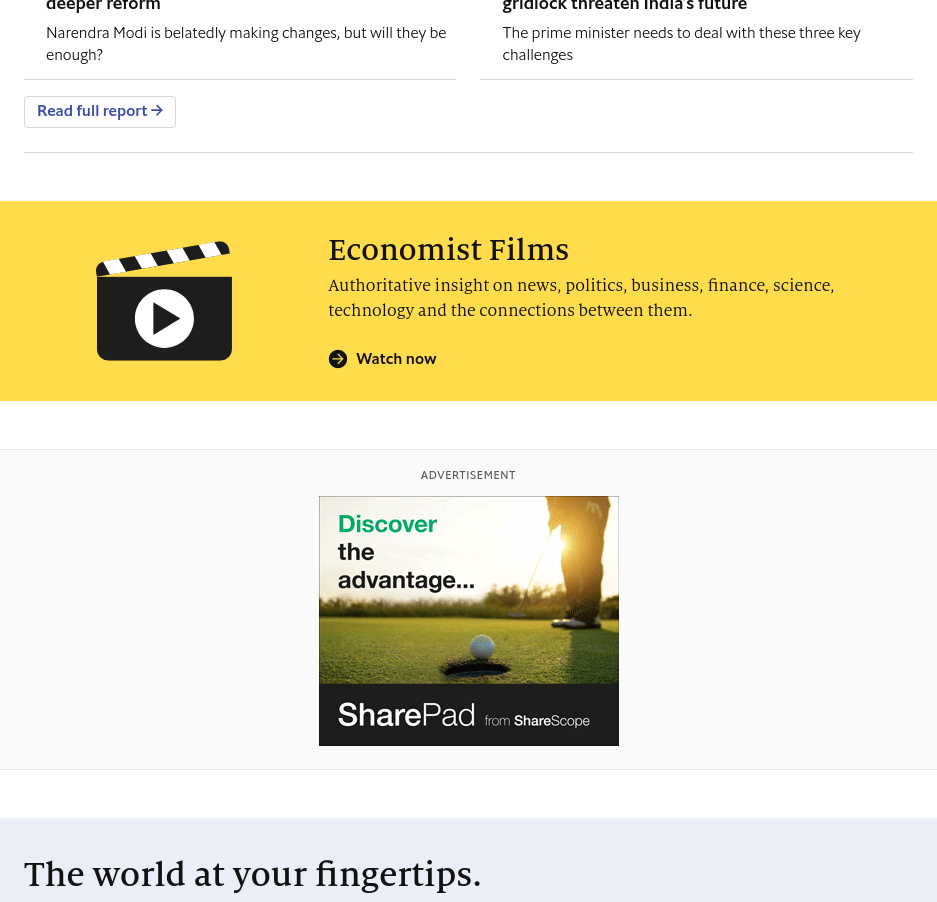 deeper reform
Narendra Modi is belatedly making changes, but will they be
enough?
gridlock threaten India's future
The prime minister needs to deal with these three key
challenges
Read full report →
Economist Films
Authoritative insight on news, politics, business, finance, science,
technology and the connections between them.
Watch now
ADVERTISEMENT
Discover
the
advantage...
SharePad from ShareScope
The world at your fingertips.